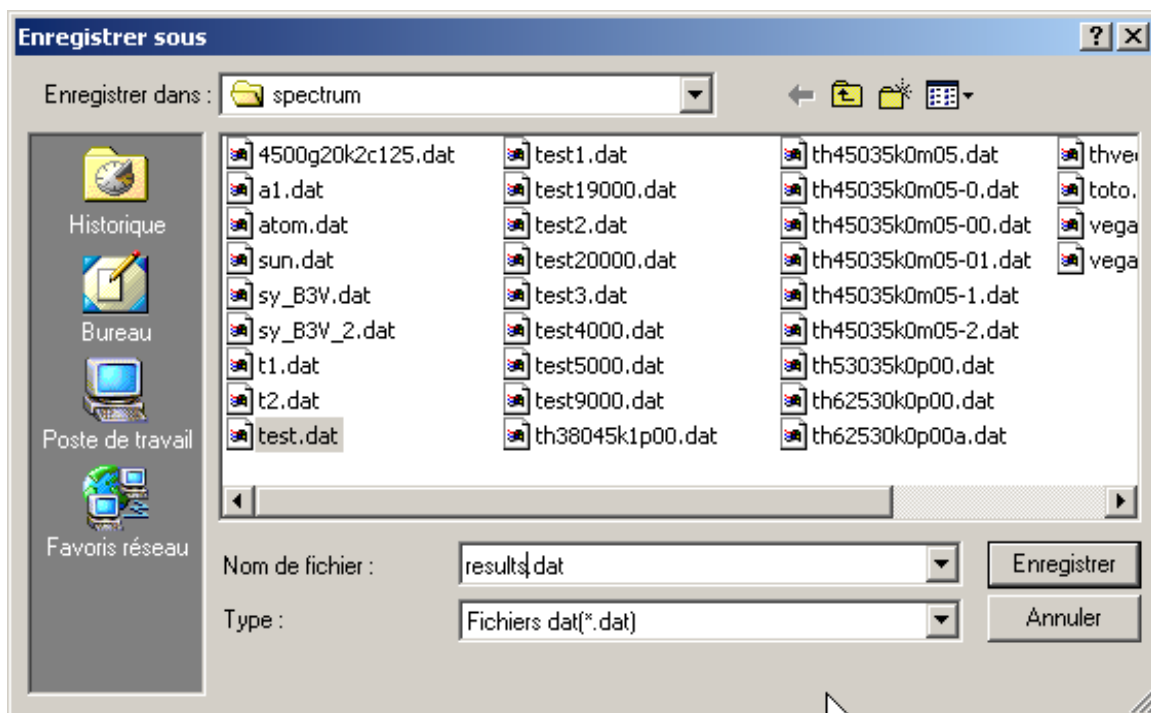 Enregistrer sous
Enregistrer dans :
spectrum
Historique
Bureau
Poste de travail
Favoris réseau
4500g20k2c125.dat
a1.dat
atom.dat
sun.dat
sy_B3V.dat
sy_B3V_2.dat
t1.dat
t2.dat
test.dat
test1.dat
test19000.dat
test2.dat
test20000.dat
test3.dat
test4000.dat
test5000.dat
test9000.dat
th38045k1p00.dat
th45035k0m05.dat
th45035k0m05-0.dat
th45035k0m05-00.dat
th45035k0m05-01.dat
th45035k0m05-1.dat
th45035k0m05-2.dat
th53035k0p00.dat
th62530k0p00.dat
th62530k0p00a.dat
toto.
vega
vega
Nom de fichier :
results.dat
Enregistrer
Type :
Fichiers dat(*.dat)
Annuler